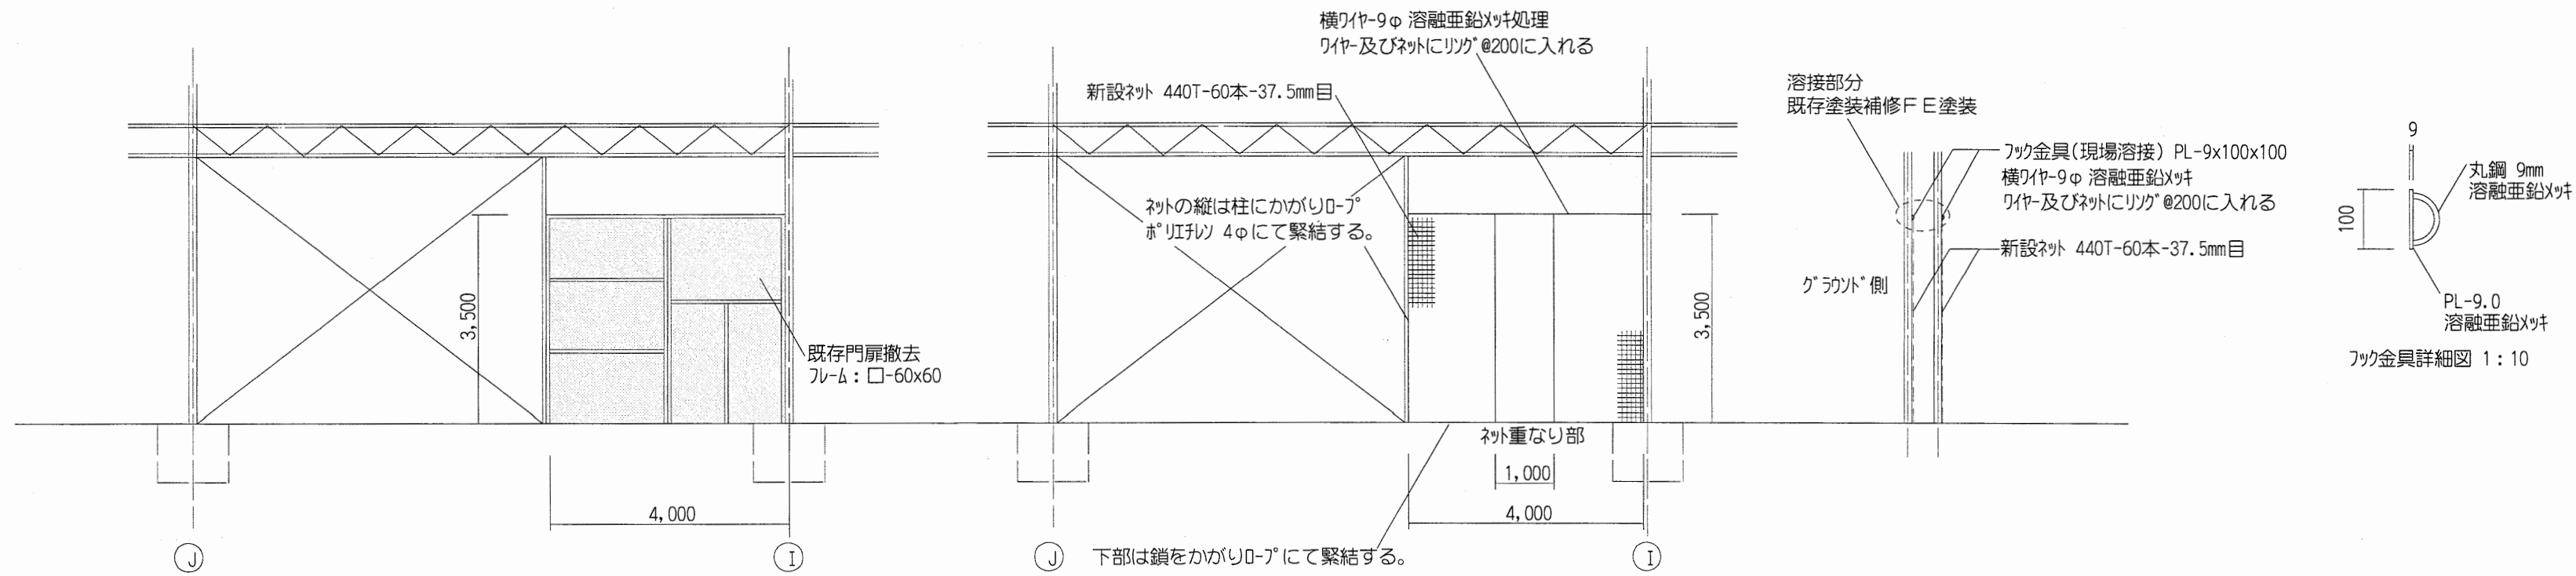 3,500
既存門扉撤去
フレーム：□-60x60
4,000
J
I
横ワイヤー9φ 溶融亜鉛メッキ処理
ワイヤー及びネットにリング@200に入れる
新設ネット 440T-60本-37.5mm目
ネットの縦は柱にかがりロープ
ポリエチレン 4φにて緊結する。
3,500
ネット重なり部
1,000
4,000
J
下部は鎖をかがりロープにて緊結する。
I
溶接部分
既存塗装補修FE塗装
フック金具(現場溶接) PL-9x100x100
横ワイヤー9φ 溶融亜鉛メッキ
ワイヤー及びネットにリング@200に入れる
新設ネット 440T-60本-37.5mm目
グラウンド側
9
丸鋼 9mm
溶融亜鉛メッキ
100
PL-9.0
溶融亜鉛メッキ
フック金具詳細図 1：10